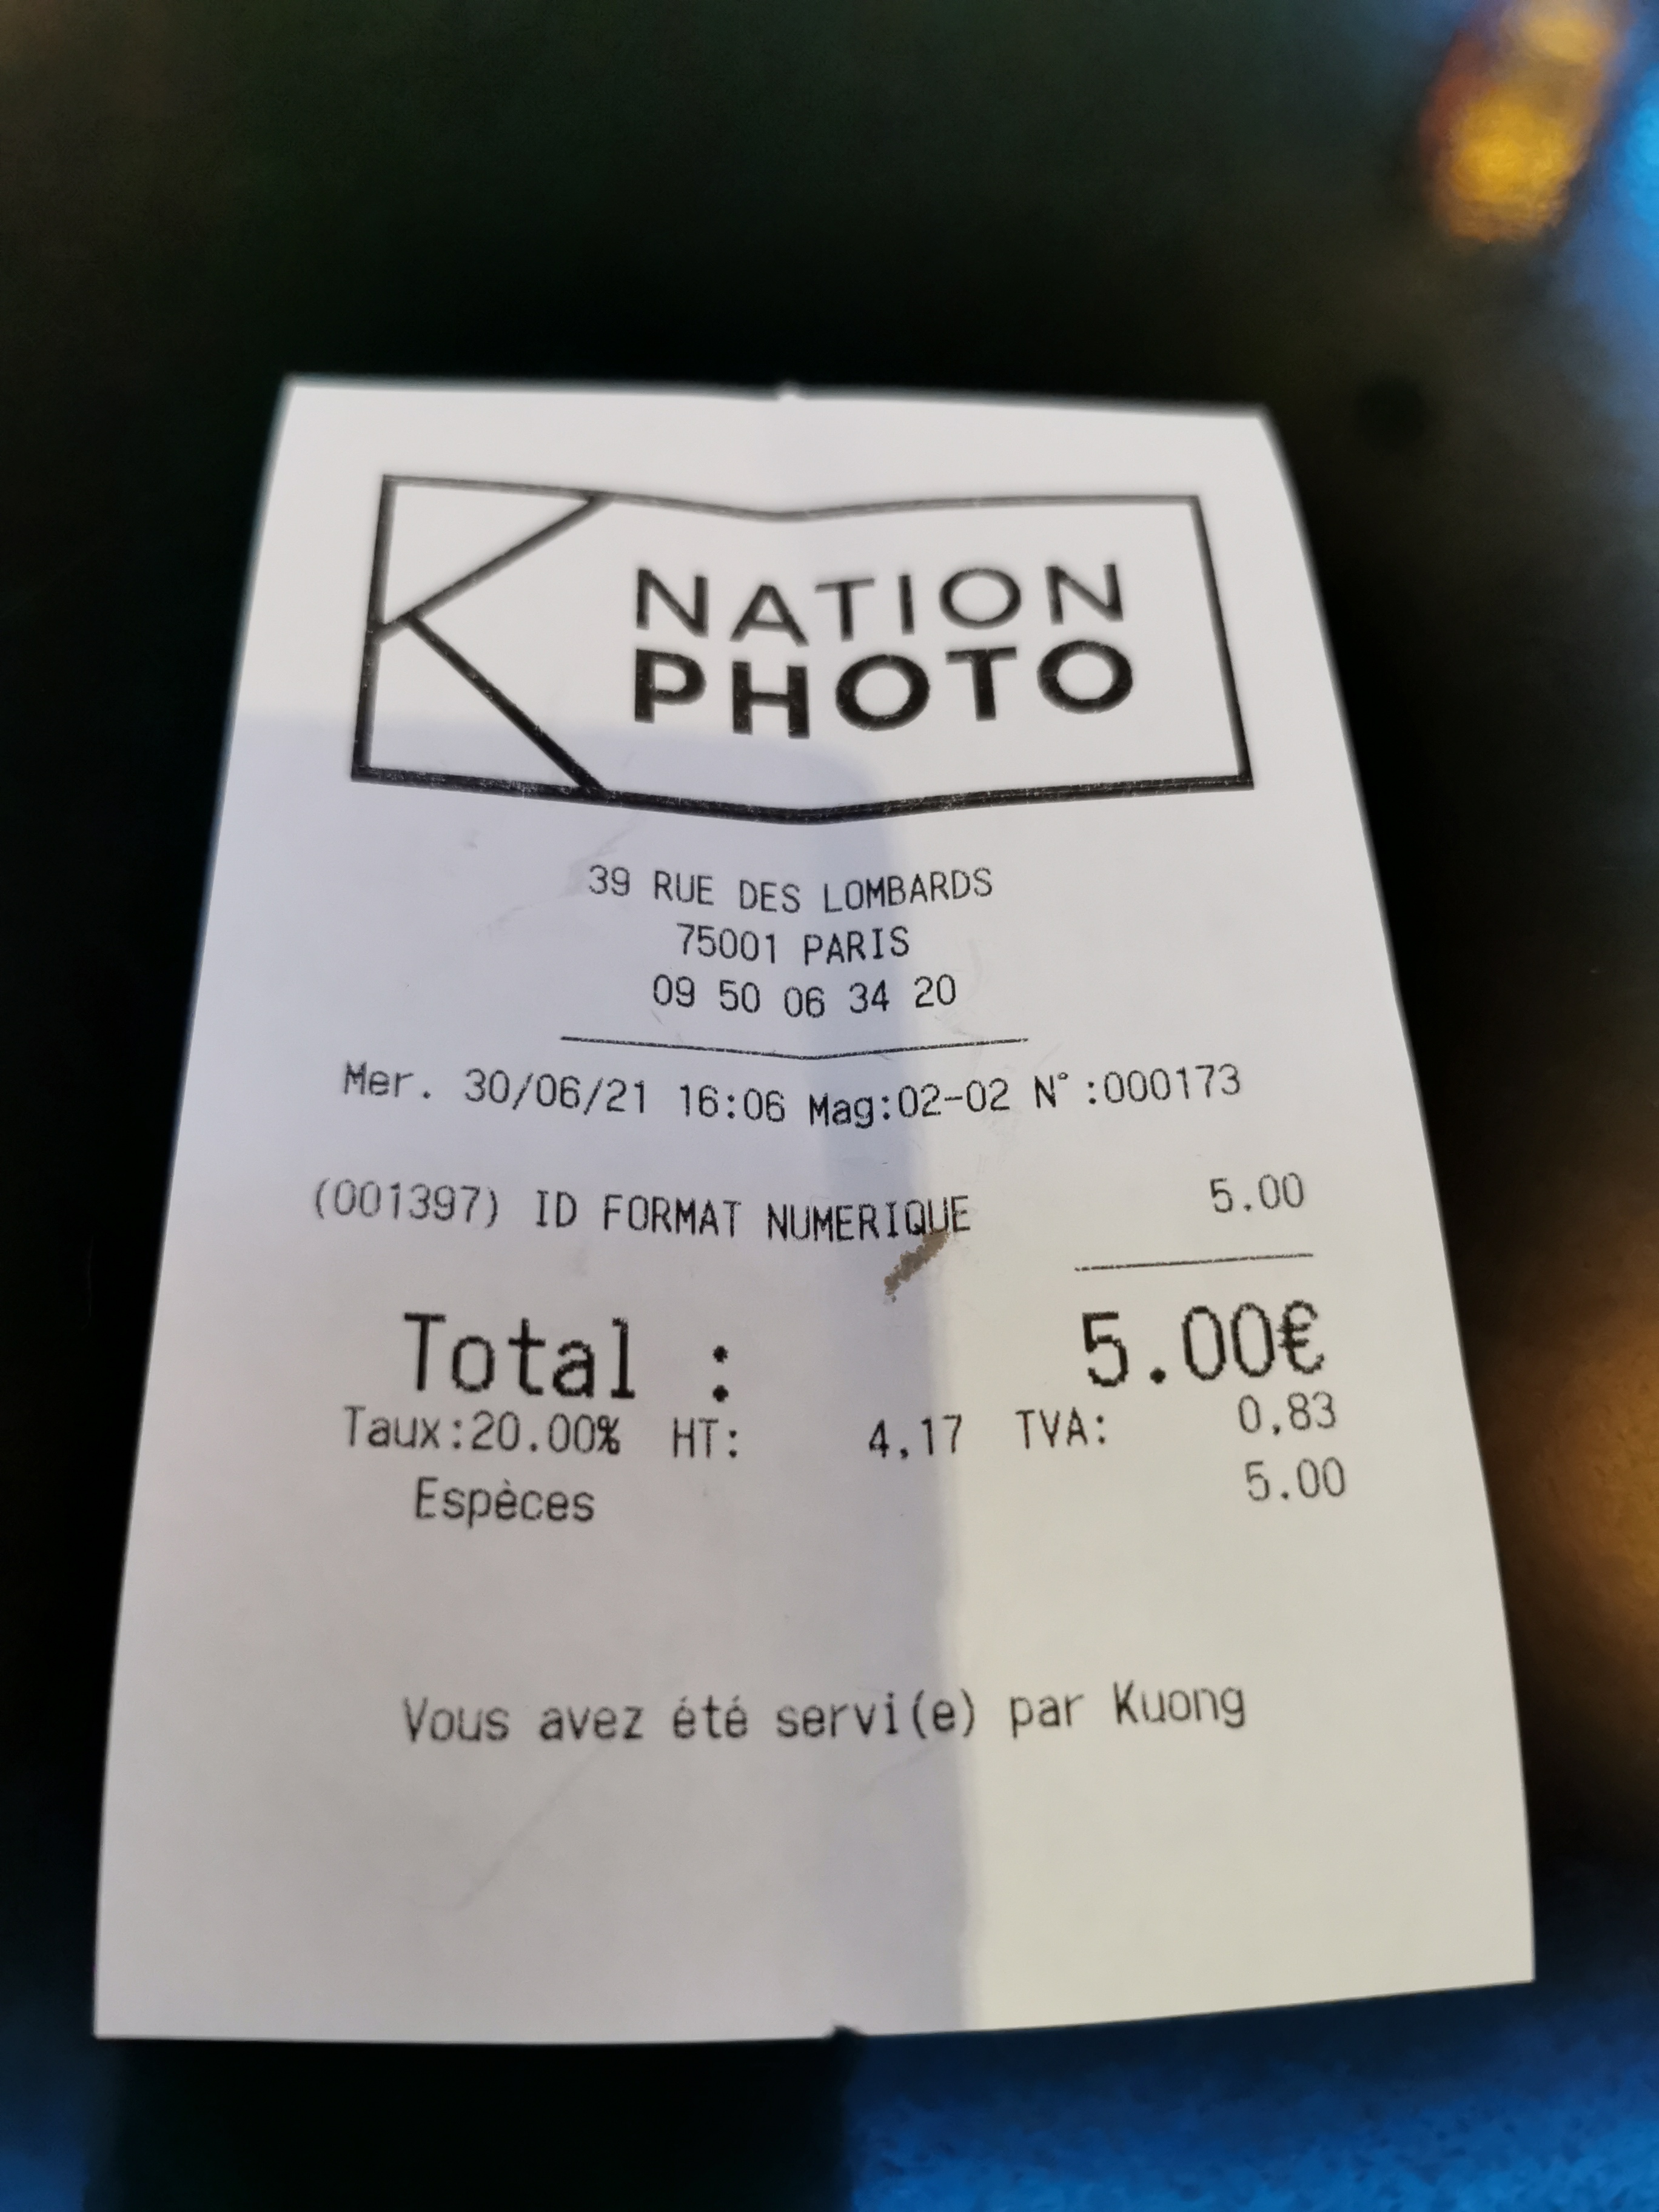 NATION
PHOTO
39 RUE DES LOMBARDS
75001 PARIS
09 50 06 34 20
Mer. 30/06/21 16:06 Mag:02-02 N°:000173
(001397) ID FORMAT NUMERIQUE 5.00
Total : 5.00€
Taux:20.00% HT: 4,17 TVA: 0,83
Espèces 5.00
Vous avez été servi(e) par Kuong